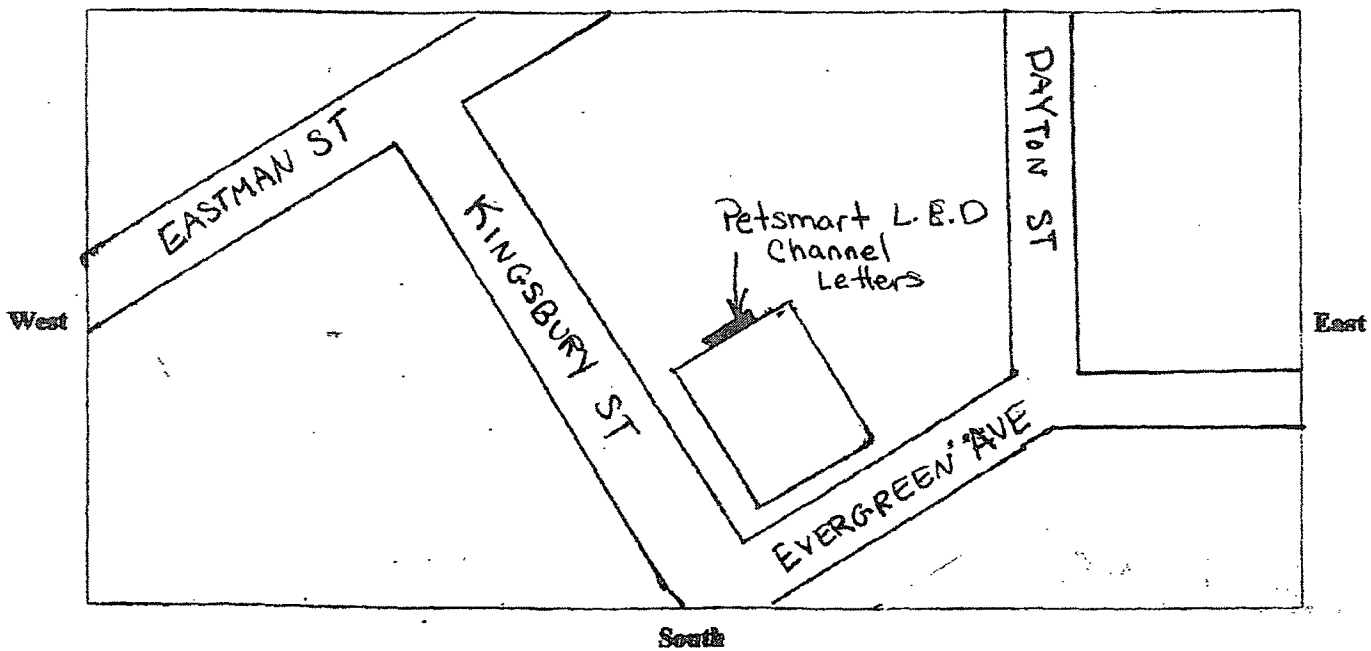 EASTMAN ST
KINGSBURY ST
DAYTON ST
Petsmart L.E.D
Channel
Letters
West
East
EVERGREEN AVE
South